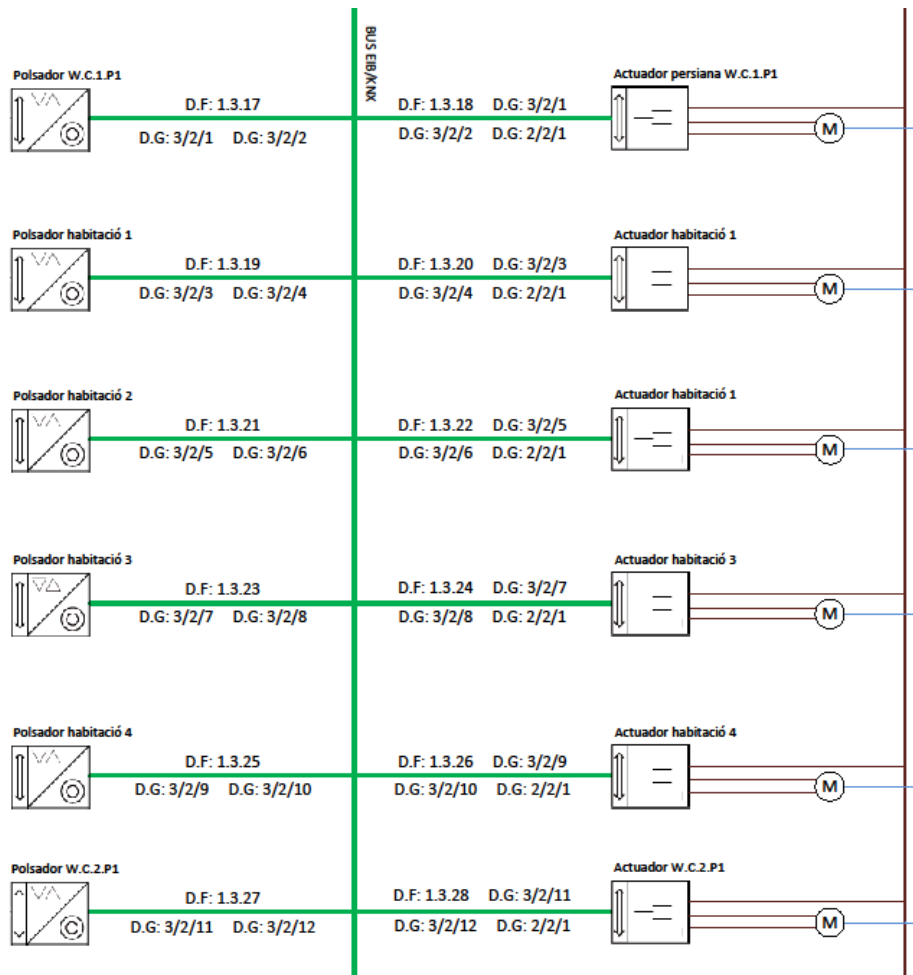 BUS EIB/KNX
Polsador W.C.1.P1
Actuador persiana W.C.1.P1
D.F: 1.3.17
D.F: 1.3.18 D.G: 3/2/1
D.G: 3/2/1 D.G: 3/2/2
D.G: 3/2/2 D.G: 2/2/1
M
Polsador habitació 1
Actuador habitació 1
D.F: 1.3.19
D.F: 1.3.20 D.G: 3/2/3
D.G: 3/2/3 D.G: 3/2/4
D.G: 3/2/4 D.G: 2/2/1
M
Polsador habitació 2
Actuador habitació 1
D.F: 1.3.21
D.F: 1.3.22 D.G: 3/2/5
D.G: 3/2/5 D.G: 3/2/6
D.G: 3/2/6 D.G: 2/2/1
M
Polsador habitació 3
Actuador habitació 3
D.F: 1.3.23
D.F: 1.3.24 D.G: 3/2/7
D.G: 3/2/7 D.G: 3/2/8
D.G: 3/2/8 D.G: 2/2/1
M
Polsador habitació 4
Actuador habitació 4
D.F: 1.3.25
D.F: 1.3.26 D.G: 3/2/9
D.G: 3/2/9 D.G: 3/2/10
D.G: 3/2/10 D.G: 2/2/1
M
Polsador W.C.2.P1
Actuador W.C.2.P1
D.F: 1.3.27
D.F: 1.3.28 D.G: 3/2/11
D.G: 3/2/11 D.G: 3/2/12
D.G: 3/2/12 D.G: 2/2/1
M